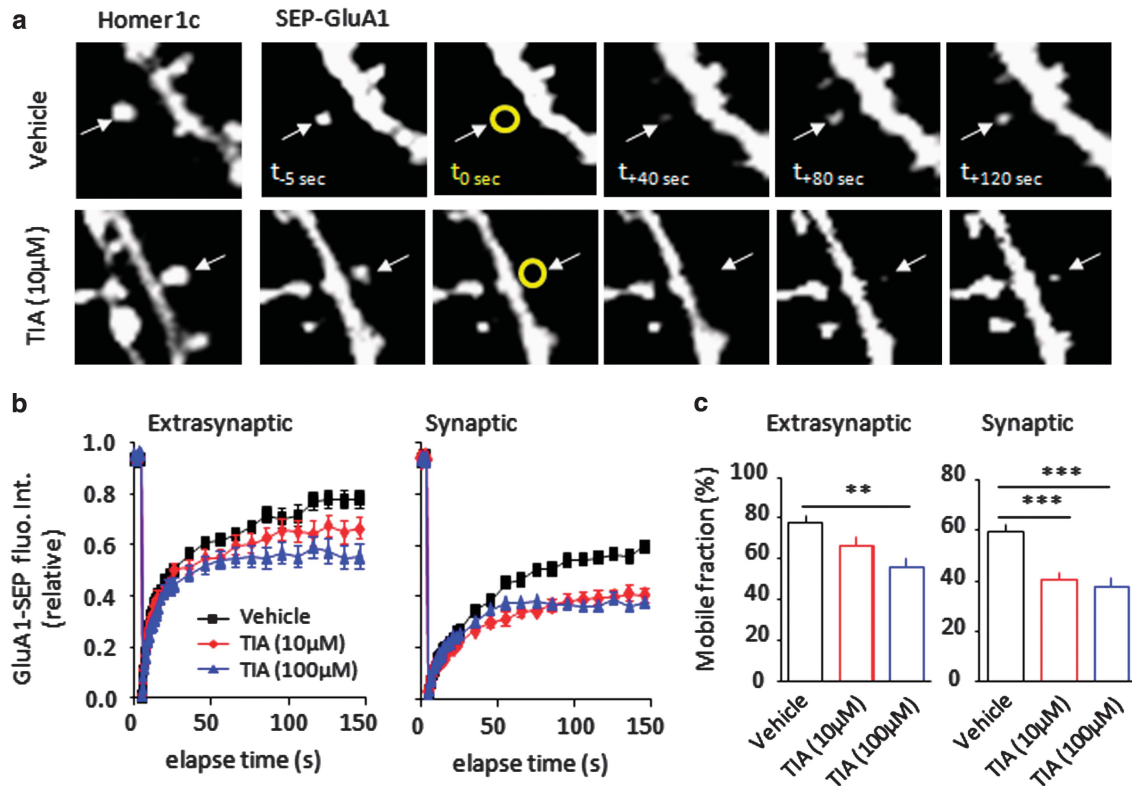 a
Homer1c
SEP-GluA1
Vehicle
t-5 sec
t0 sec
t+40 sec
t+80 sec
t+120 sec
TIA (10µM)
b
Extrasynaptic
Synaptic
GluA1-SEP fluo. Int.
(relative)
1.0
0.8
0.6
0.4
0.2
0.0
Vehicle
TIA (10µM)
TIA (100µM)
0
50
100
150
0
50
100
150
elapse time (s)
elapse time (s)
c
Extrasynaptic
Synaptic
Mobile fraction (%)
100
80
60
80
40
20
0
**
Vehicle
TIA (10µM)
TIA (100µM)
80
60
40
20
0
***
***
Vehicle
TIA (10µM)
TIA (100µM)